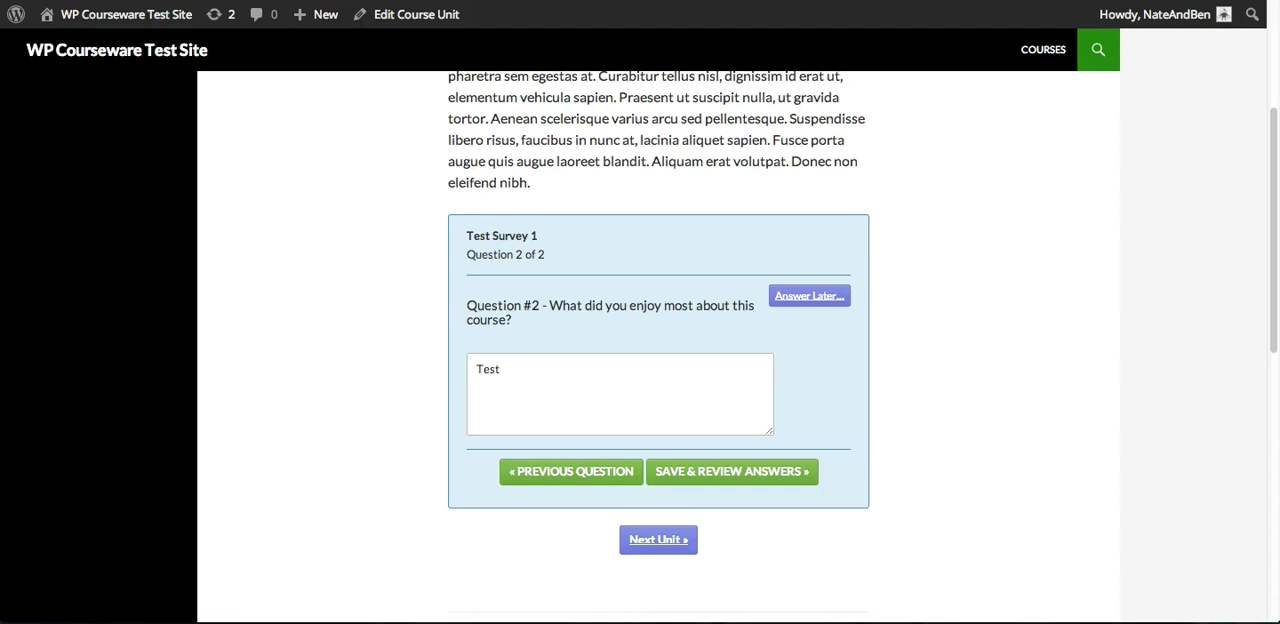 WP Courseware Test Site 2 0 New Edit Course Unit Howdy, NateAndBen
WP Courseware Test Site COURSES
pharetra sem egestas at. Curabitur tellus nisl, dignissim id erat ut,
elementum vehicula sapien. Praesent ut suscipit nulla, ut gravida
tortor. Aenean scelerisque varius arcu sed pellentesque. Suspendisse
libero risus, faucibus in nunc at, lacinia aliquet sapien. Fusce porta
augue quis augue laoreet blandit. Aliquam erat volutpat. Donec non
eleifend nibh.
Test Survey 1
Question 2 of 2
Answer Later...
Question #2 - What did you enjoy most about this
course?
Test
« PREVIOUS QUESTION SAVE & REVIEW ANSWERS »
Next Unit »